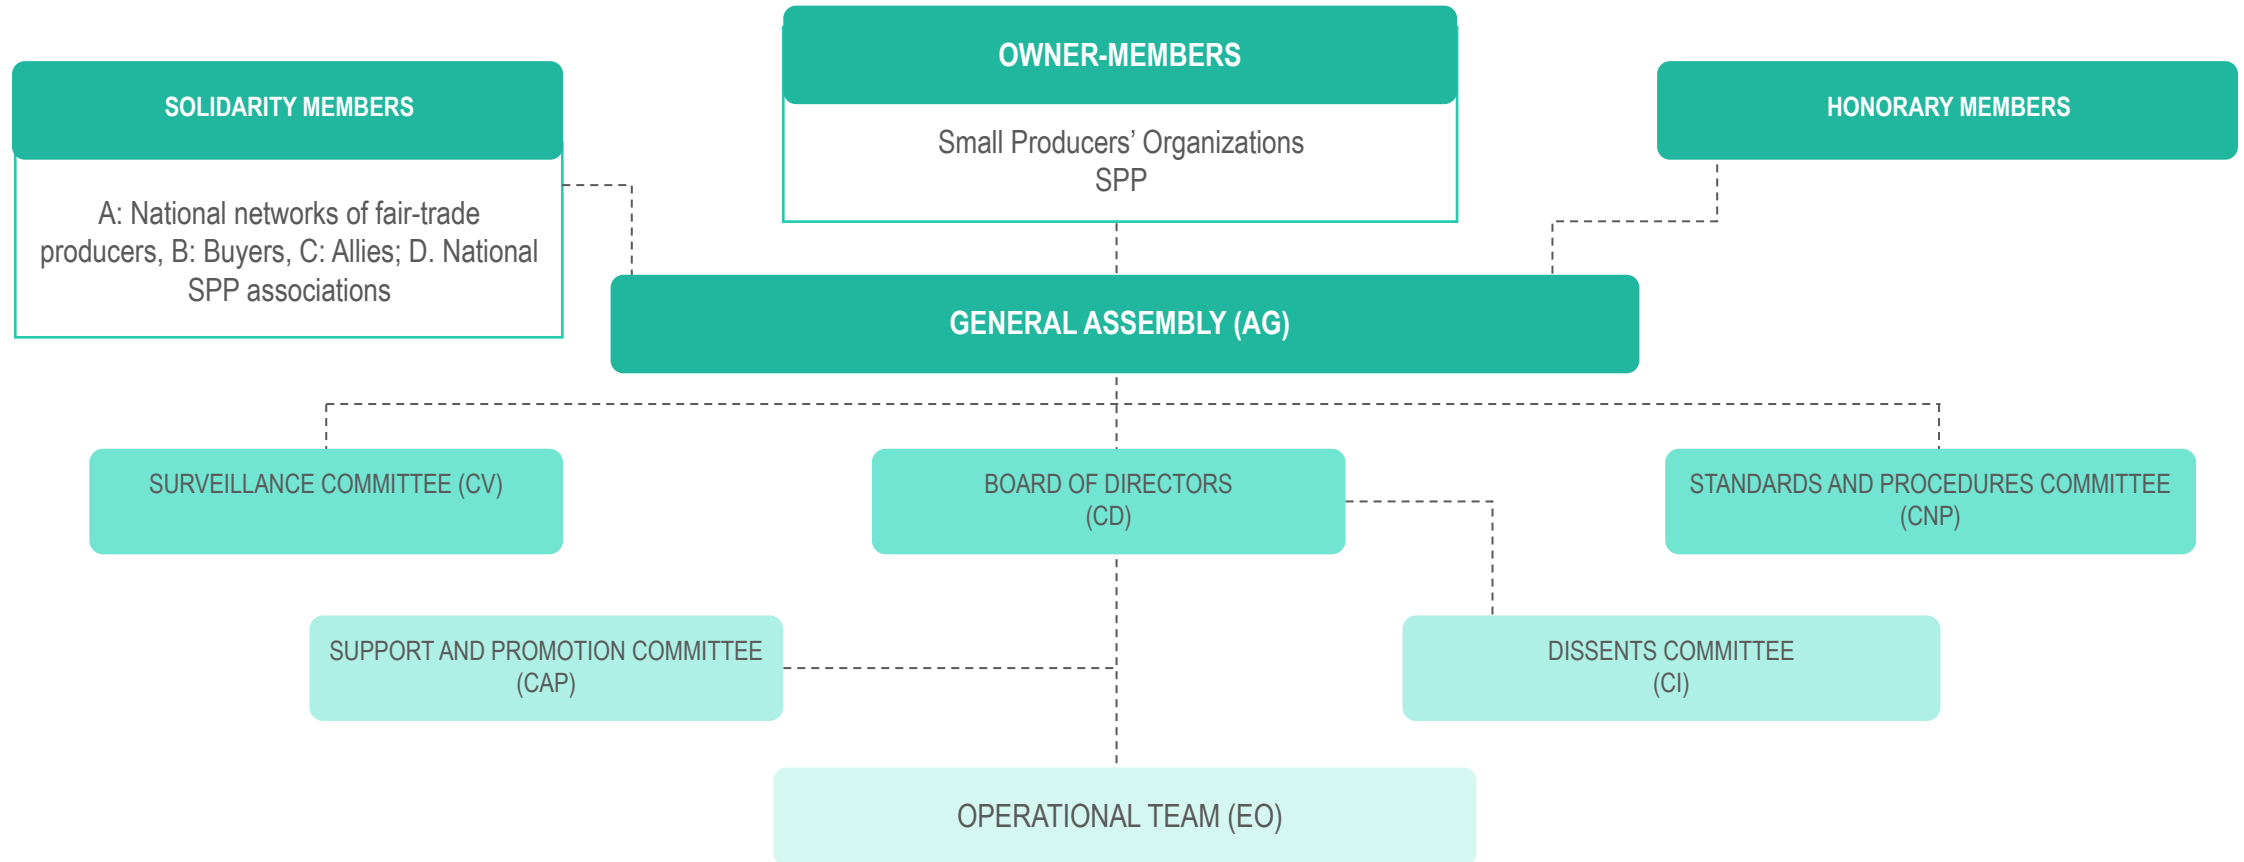 OWNER-MEMBERS
Small Producers’ Organizations
SPP
SOLIDARITY MEMBERS
A: National networks of fair-trade
producers, B: Buyers, C: Allies; D. National
SPP associations
HONORARY MEMBERS
GENERAL ASSEMBLY (AG)
SURVEILLANCE COMMITTEE (CV)
BOARD OF DIRECTORS
(CD)
STANDARDS AND PROCEDURES COMMITTEE
(CNP)
SUPPORT AND PROMOTION COMMITTEE
(CAP)
DISSENTS COMMITTEE
(CI)
OPERATIONAL TEAM (EO)